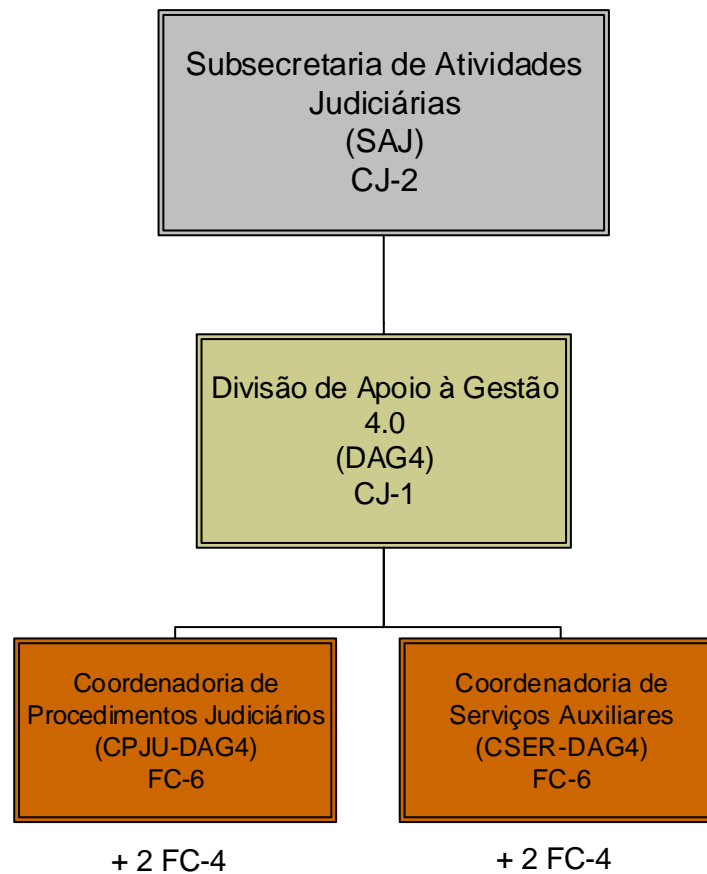 Subsecretaria de Atividades
Judiciárias
(SAJ)
CJ-2
Divisão de Apoio à Gestão
4.0
(DAG4)
CJ-1
Coordenadoria de
Procedimentos Judiciários
(CPJU-DAG4)
FC-6
+ 2 FC-4
Coordenadoria de
Serviços Auxiliares
(CSER-DAG4)
FC-6
+ 2 FC-4